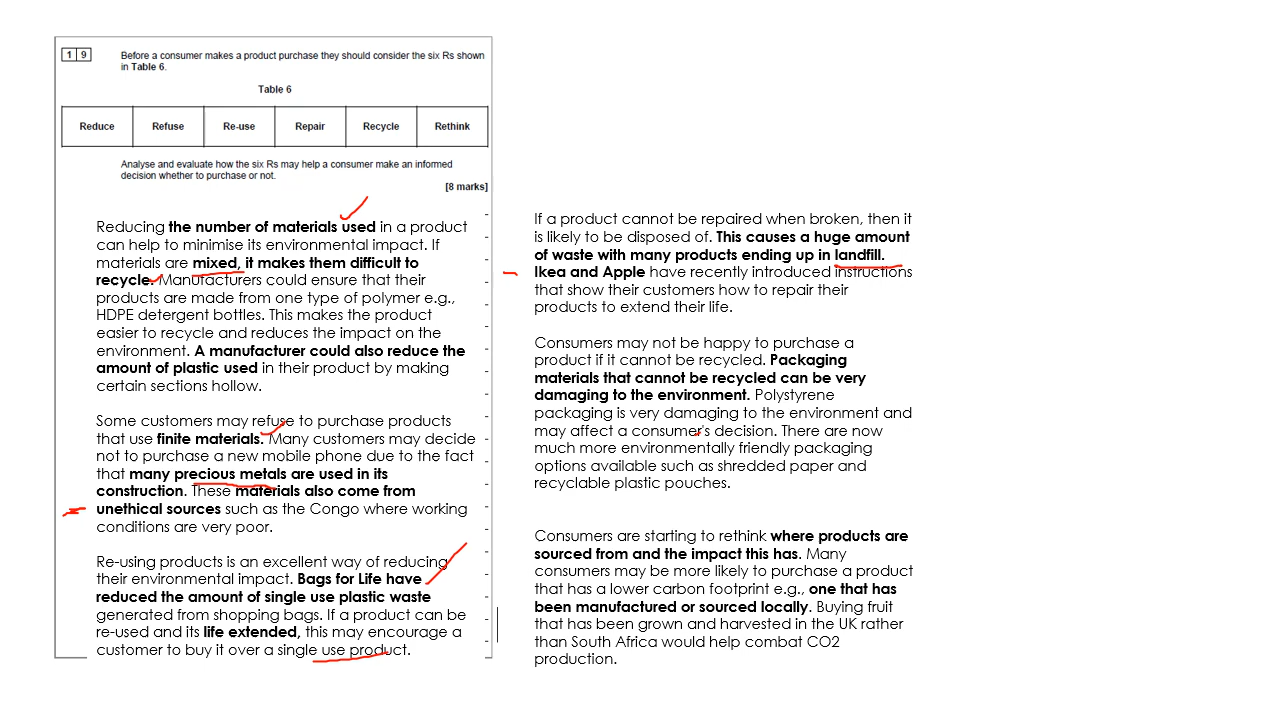 1 9 Before a consumer makes a product purchase they should consider the six Rs shown
in Table 6.
Table 6
Reduce Refuse Re-use Repair Recycle Rethink
Analyse and evaluate how the six Rs may help a consumer make an informed
decision whether to purchase or not.
[8 marks]
Reducing the number of materials used in a product
can help to minimise its environmental impact. If
materials are mixed, it makes them difficult to
recycle. Manufacturers could ensure that their
products are made from one type of polymer e.g.,
HDPE detergent bottles. This makes the product
easier to recycle and reduces the impact on the
environment. A manufacturer could also reduce the
amount of plastic used in their product by making
certain sections hollow.
Some customers may refuse to purchase products
that use finite materials. Many customers may decide
not to purchase a new mobile phone due to the fact
that many precious metals are used in its
construction. These materials also come from
unethical sources such as the Congo where working
conditions are very poor.
Re-using products is an excellent way of reducing
their environmental impact. Bags for Life have
reduced the amount of single use plastic waste
generated from shopping bags. If a product can be
re-used and its life extended, this may encourage a
customer to buy it over a single use product.
If a product cannot be repaired when broken, then it
is likely to be disposed of. This causes a huge amount
of waste with many products ending up in landfill.
Ikea and Apple have recently introduced instructions
that show their customers how to repair their
products to extend their life.
Consumers may not be happy to purchase a
product if it cannot be recycled. Packaging
materials that cannot be recycled can be very
damaging to the environment. Polystyrene
packaging is very damaging to the environment and
may affect a consumer's decision. There are now
much more environmentally friendly packaging
options available such as shredded paper and
recyclable plastic pouches.
Consumers are starting to rethink where products are
sourced from and the impact this has. Many
consumers may be more likely to purchase a product
that has a lower carbon footprint e.g., one that has
been manufactured or sourced locally. Buying fruit
that has been grown and harvested in the UK rather
than South Africa would help combat CO2
production.